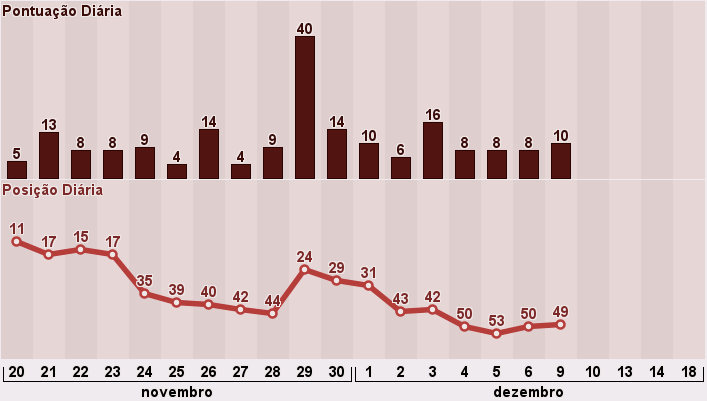 Pontuação Diária
5 13 8 8 9 4 14 4 9 40 14 10 6 16 8 8 8 10
Posição Diária
11 17 15 17 35 39 40 42 44 24 29 31 43 42 50 53 50 49
20 21 22 23 24 25 26 27 28 29 30 1 2 3 4 5 6 9 10 13 14 18
novembro dezembro